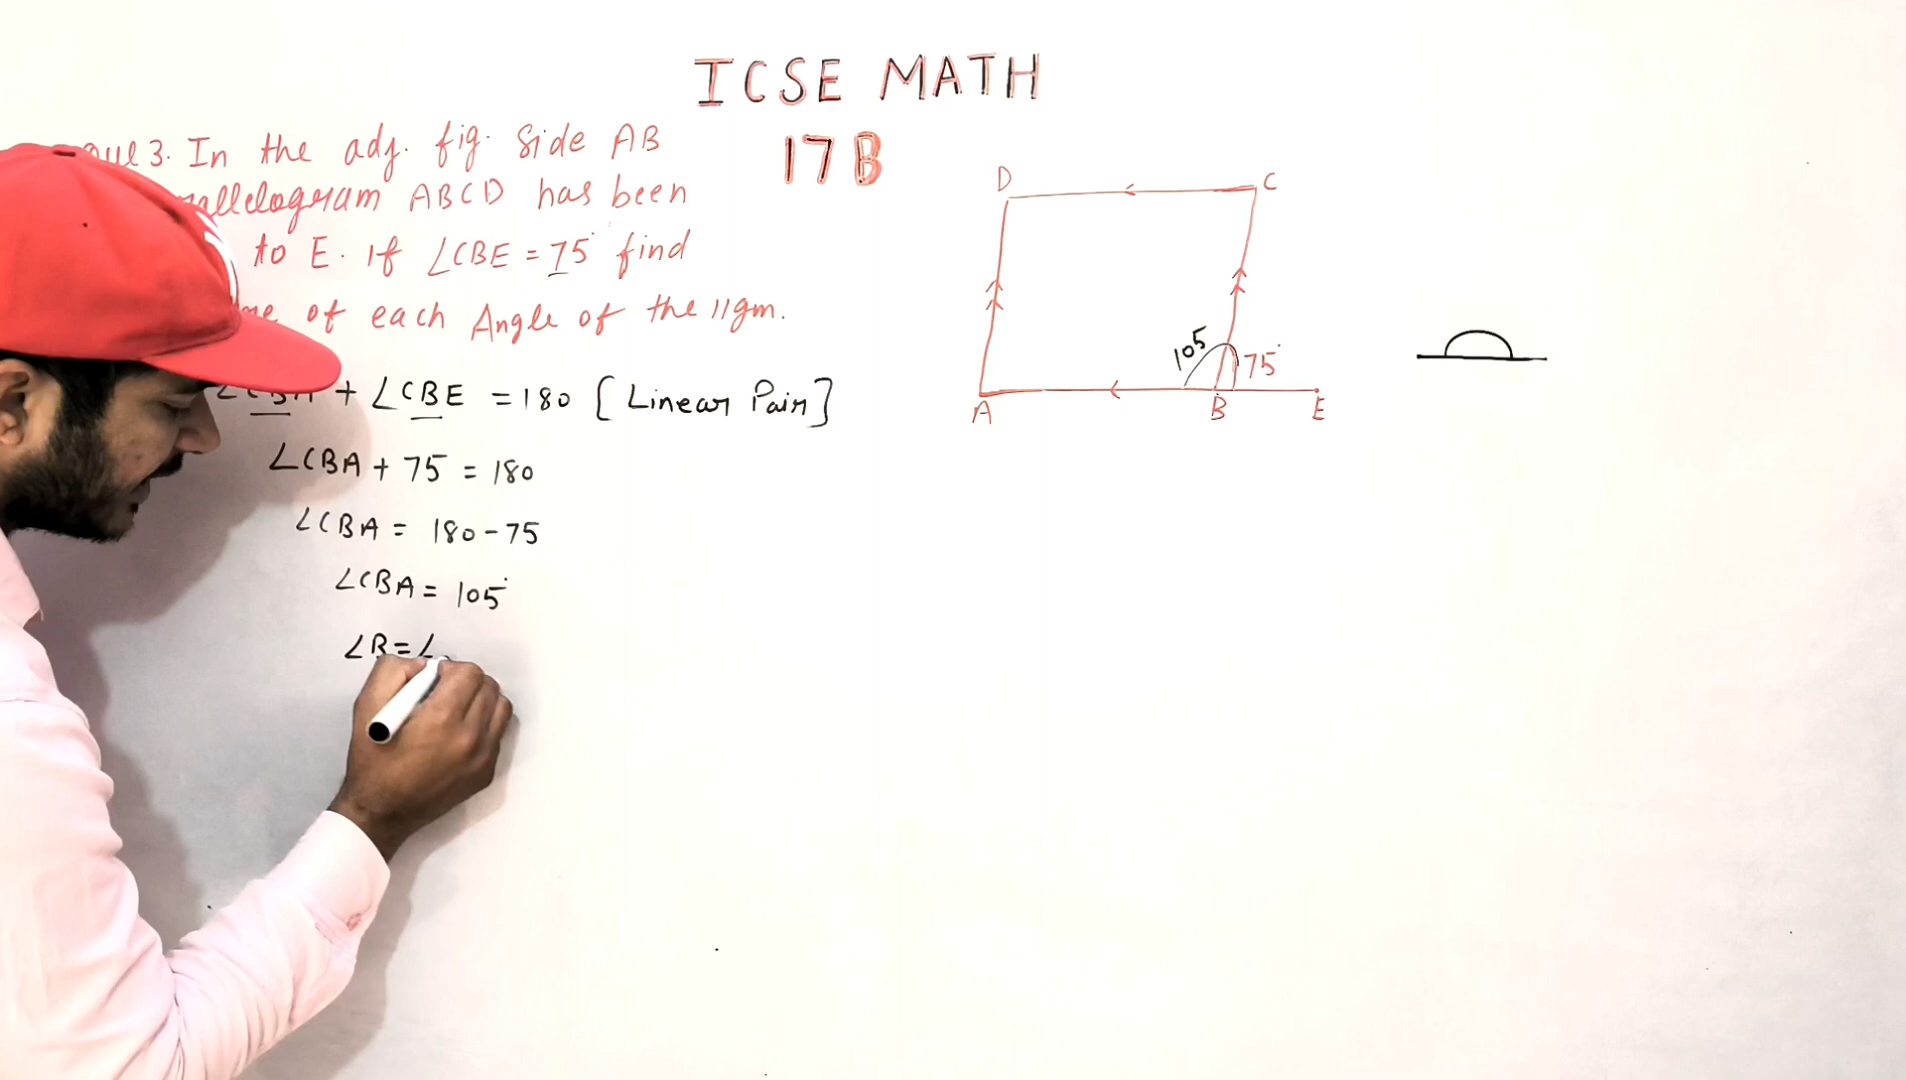 ICSE MATH
17B
3. In the adj. fig. Side AB
ABCD has been
to E. If ∠CBE = 75° find
of each Angle of the ||gm.
+ ∠CBE = 180 [Linear Pair]
∠CBA + 75 = 180
∠CBA = 180 - 75
∠CBA = 105°
∠B = ∠
D C
105 75°
A B E